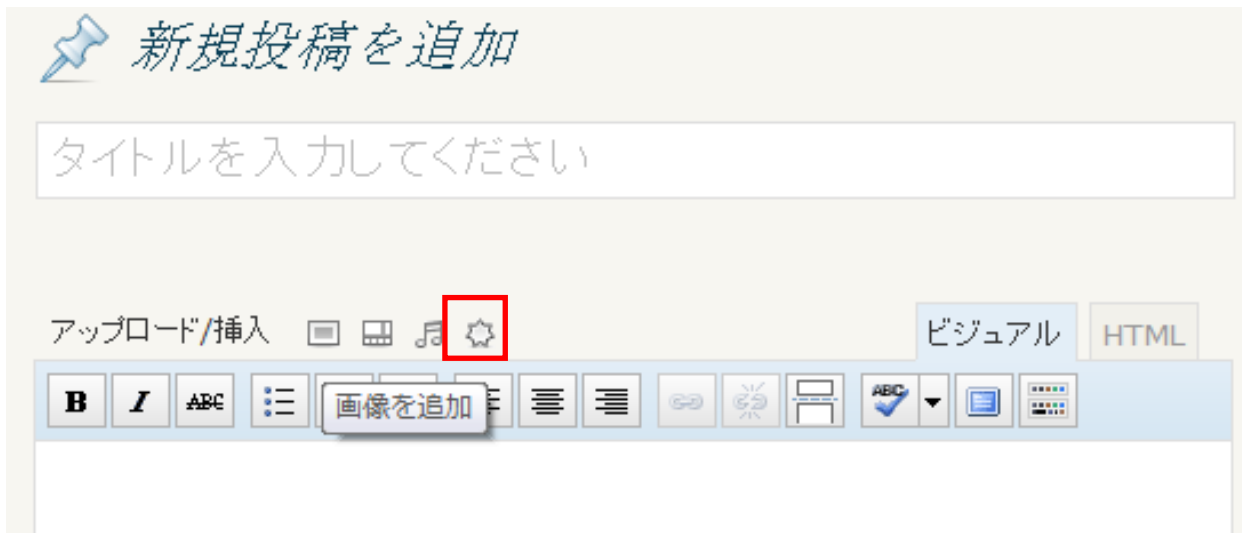 新規投稿を追加
タイトルを入力してください
アップロード/挿入
ビジュアル HTML
B I ABC ABC
画像を追加